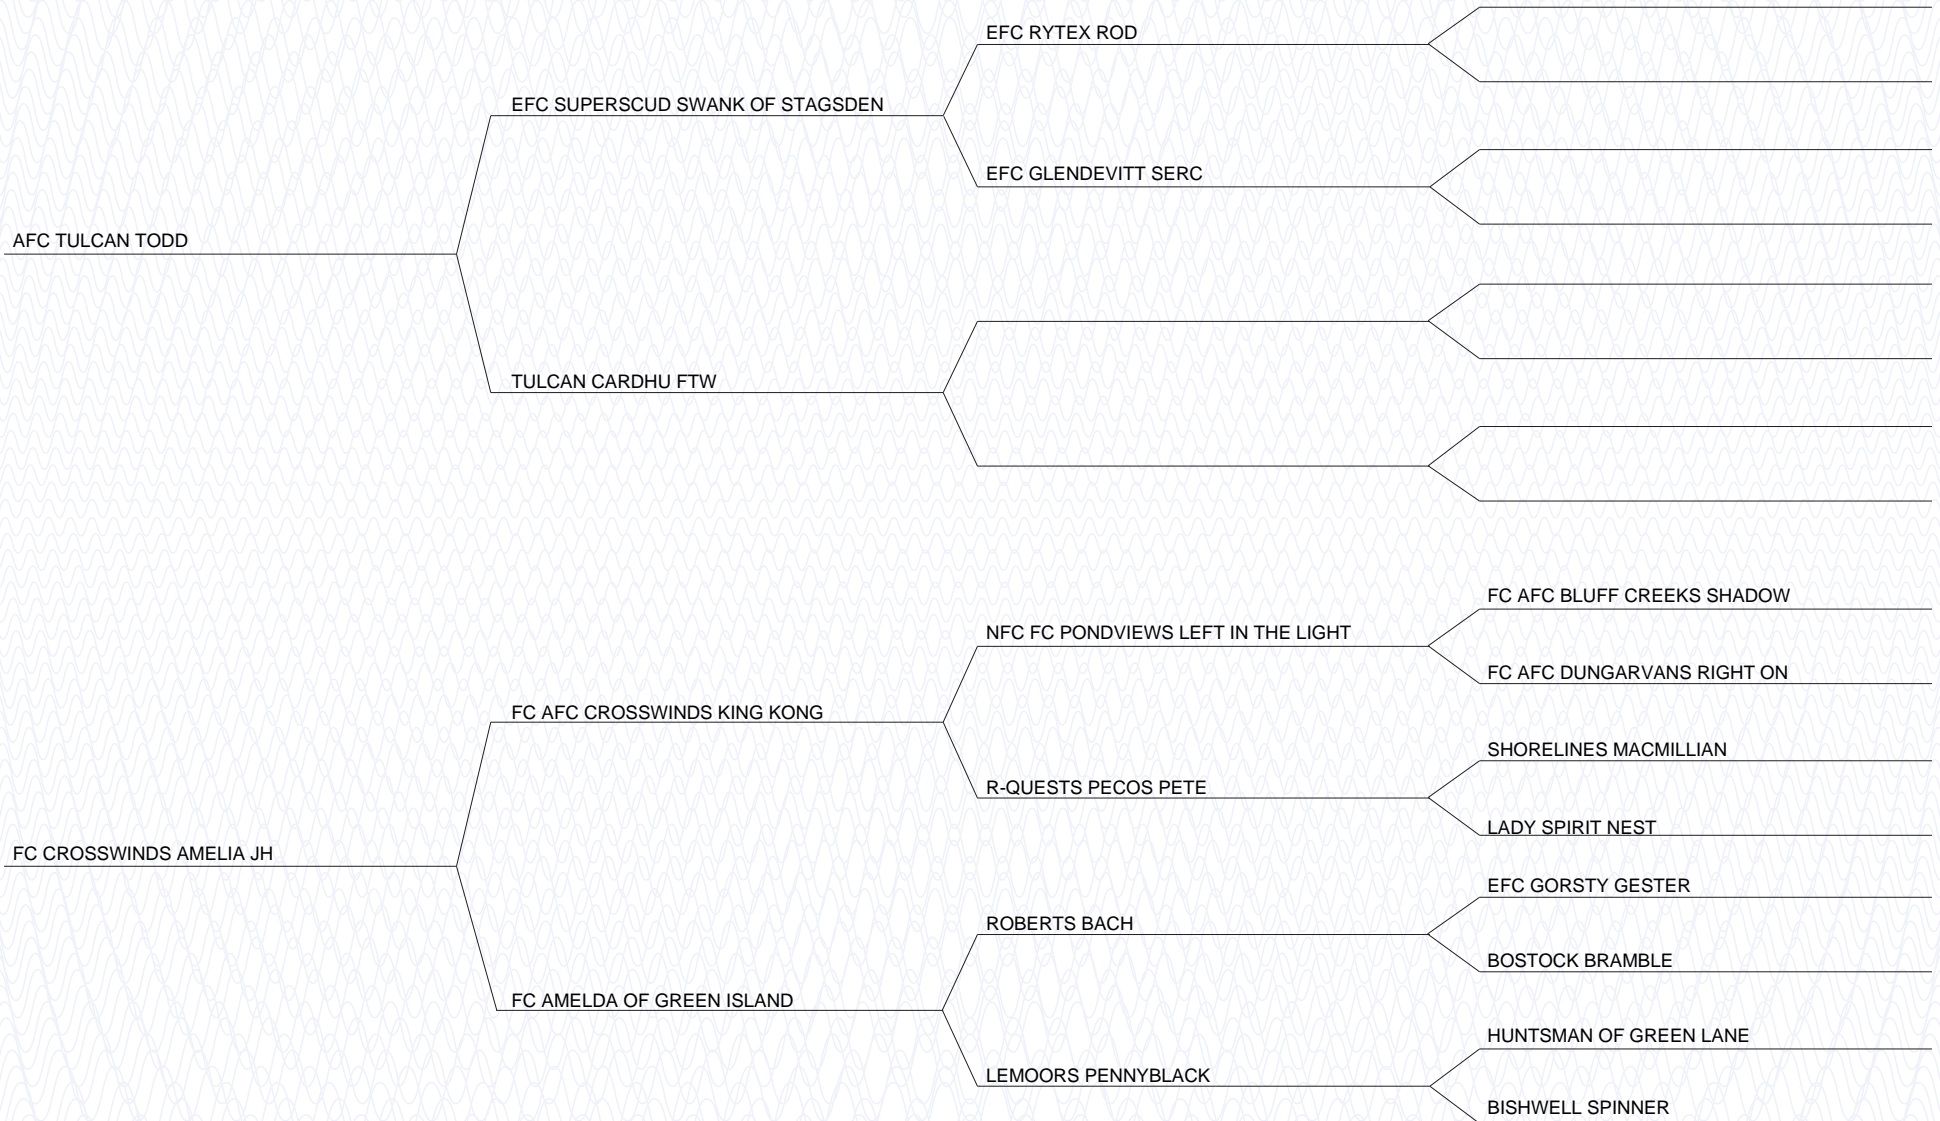 EFC RYTEX ROD
EFC SUPERSCUD SWANK OF STAGSDEN
EFC GLENDEVITT SERC
AFC TULCAN TODD
TULCAN CARDHU FTW
FC AFC BLUFF CREEKS SHADOW
NFC FC PONDVIEWS LEFT IN THE LIGHT
FC AFC DUNGARVANS RIGHT ON
FC AFC CROSSWINDS KING KONG
SHORELINES MACMILLIAN
R-QUESTS PECOS PETE
LADY SPIRIT NEST
FC CROSSWINDS AMELIA JH
EFC GORSTY GESTER
ROBERTS BACH
BOSTOCK BRAMBLE
FC AMELDA OF GREEN ISLAND
HUNTSMAN OF GREEN LANE
LEMOORS PENNYBLACK
BISHWELL SPINNER